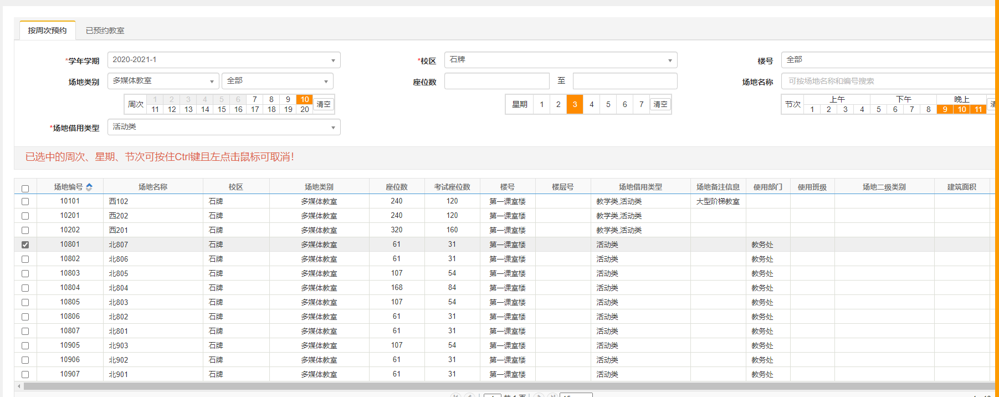 按周次预约 已预约教室
*学年学期 2020-2021-1 *校区 石牌 楼号 全部
场地类别 多媒体教室 全部 座位数 至 场地名称 可按场地名称和编号搜索
周次 1 2 3 4 5 6 7 8 9 10 清空 星期 1 2 3 4 5 6 7 清空 节次 上午 下午 晚上
11 12 13 14 15 16 17 18 19 20 1 2 3 4 5 6 7 8 9 10 11
*场地借用类型 活动类
已选中的周次、星期、节次可按住Ctrl键且左点击鼠标可取消!
场地编号 场地名称 校区 场地类别 座位数 考试座位数 楼号 楼层号 场地借用类型 场地备注信息 使用部门 使用班级 场地二级类别 建筑面积
10101 西102 石牌 多媒体教室 240 120 第一课室楼 教学类,活动类 大型阶梯教室
10201 西202 石牌 多媒体教室 240 120 第一课室楼 教学类,活动类
10202 西201 石牌 多媒体教室 320 160 第一课室楼 教学类,活动类
10801 北807 石牌 多媒体教室 61 31 第一课室楼 活动类 教务处
10802 北806 石牌 多媒体教室 61 31 第一课室楼 活动类 教务处
10803 北805 石牌 多媒体教室 107 54 第一课室楼 活动类 教务处
10804 北804 石牌 多媒体教室 168 84 第一课室楼 活动类 教务处
10805 北803 石牌 多媒体教室 107 54 第一课室楼 活动类 教务处
10806 北802 石牌 多媒体教室 61 31 第一课室楼 活动类 教务处
10807 北801 石牌 多媒体教室 61 31 第一课室楼 活动类 教务处
10905 北903 石牌 多媒体教室 107 54 第一课室楼 活动类 教务处
10906 北902 石牌 多媒体教室 61 31 第一课室楼 活动类 教务处
10907 北901 石牌 多媒体教室 61 31 第一课室楼 活动类 教务处